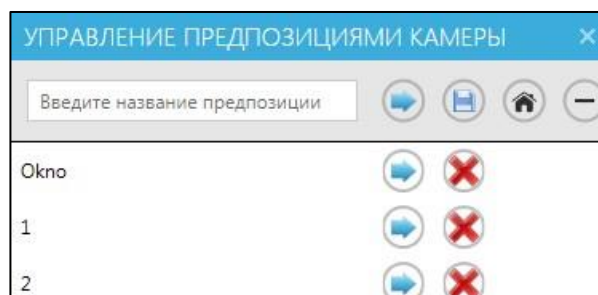 УПРАВЛЕНИЕ ПРЕДПОЗИЦИЯМИ КАМЕРЫ
Введите название предпозиции
Okno
1
2